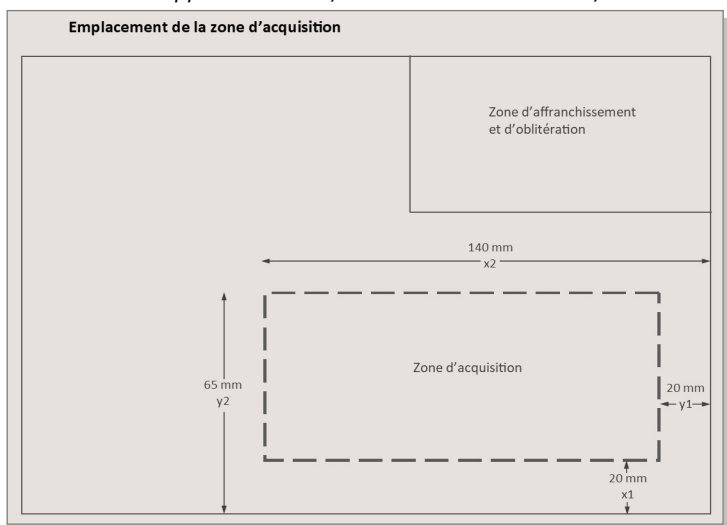 Emplacement de la zone d'acquisition
Zone d'affranchissement
et d'oblitération
140 mm
x2
Zone d'acquisition
65 mm
y2
20 mm
y1
20 mm
x1